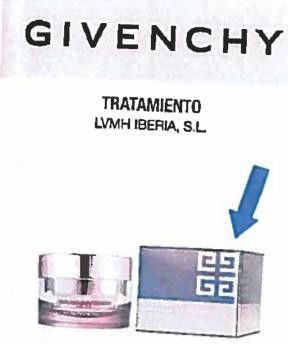 GIVENCHY
TRATAMIENTO
LVMH IBERIA, S.L.